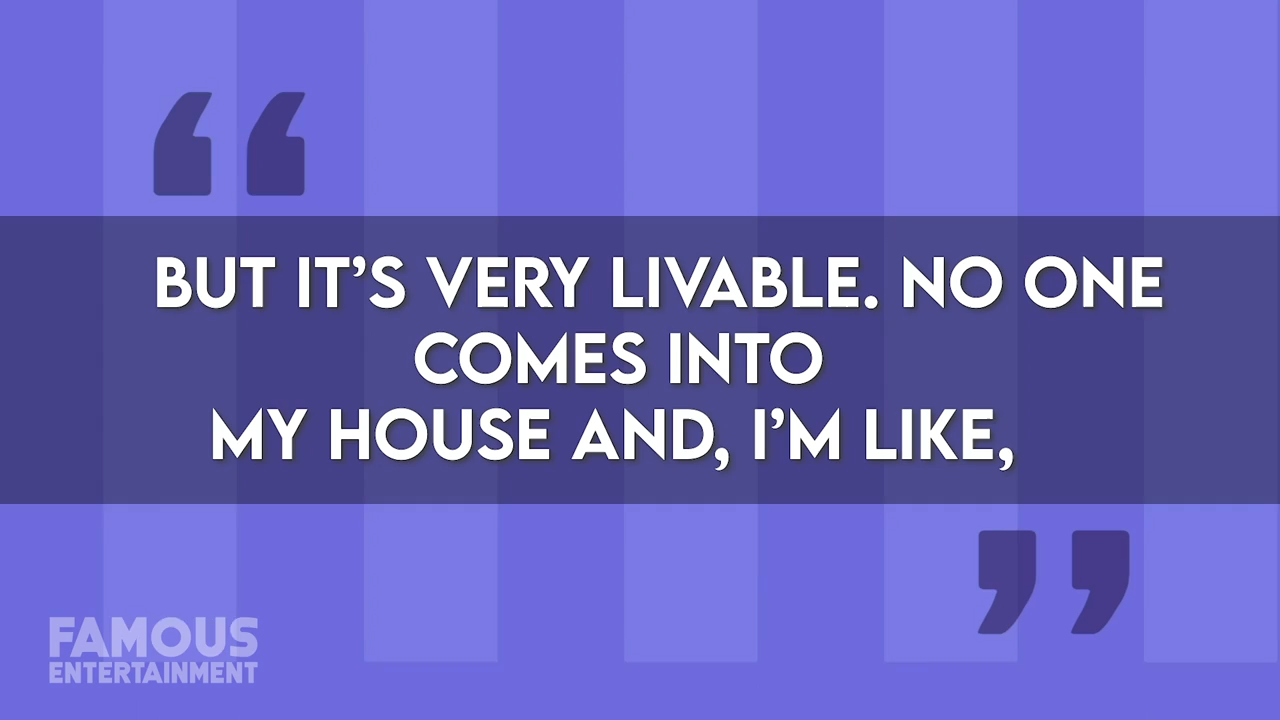 BUT IT’S VERY LIVABLE. NO ONE
COMES INTO
MY HOUSE AND, I’M LIKE,
FAMOUS
ENTERTAINMENT